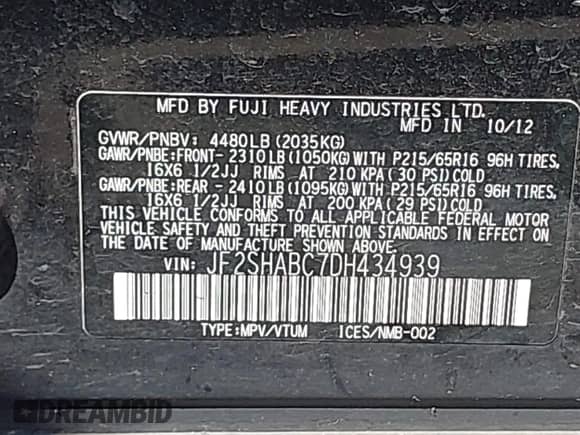 MFD BY FUJI HEAVY INDUSTRIES LTD.
MFD IN 10/12
GVWR/PNBV: 4480LB (2035KG)
GAWR/PNBE:FRONT- 2310LB(1050KG)WITH P215/65R16 96H TIRES,
16X6 1/2JJ RIMS AT 210 KPA(30 PSI)COLD
GAWR/PNBE:REAR - 2410LB(1095KG)WITH P215/65R16 96H TIRES,
16X6 1/2JJ RIMS AT 200 KPA(29 PSI)COLD
THIS VEHICLE CONFORMS TO ALL APPLICABLE FEDERAL MOTOR
VEHICLE SAFETY AND THEFT PREVENTION STANDARDS IN EFFECT
ON THE DATE OF MANUFACTURE SHOWN ABOVE.
VIN: JF2SHABC7DH434939
TYPE:MPV/VTUM ICES/NMB-002
DREAMBID